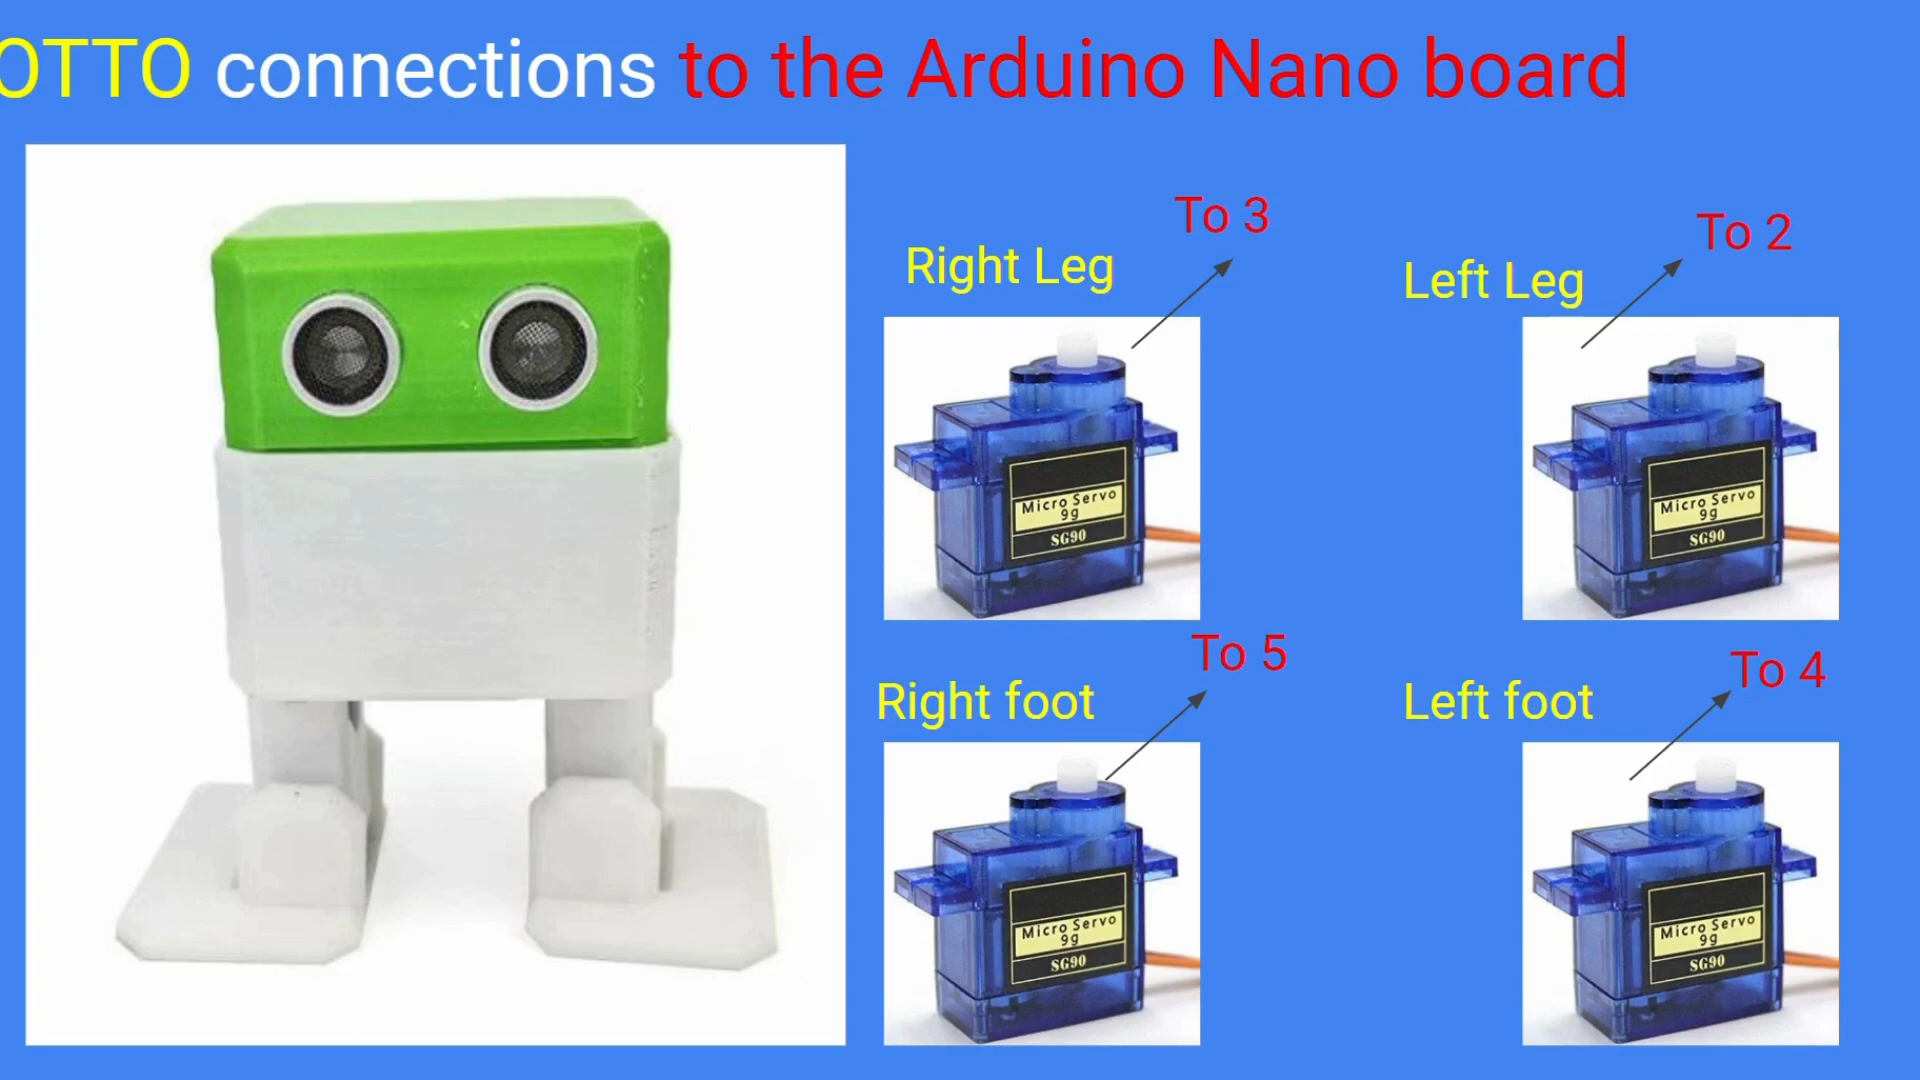 OTTO connections to the Arduino Nano board
To 3
To 2
Right Leg
Left Leg
Micro Servo
9g
SG90
Micro Servo
9g
SG90
To 5
To 4
Right foot
Left foot
Micro Servo
9g
SG90
Micro Servo
9g
SG90